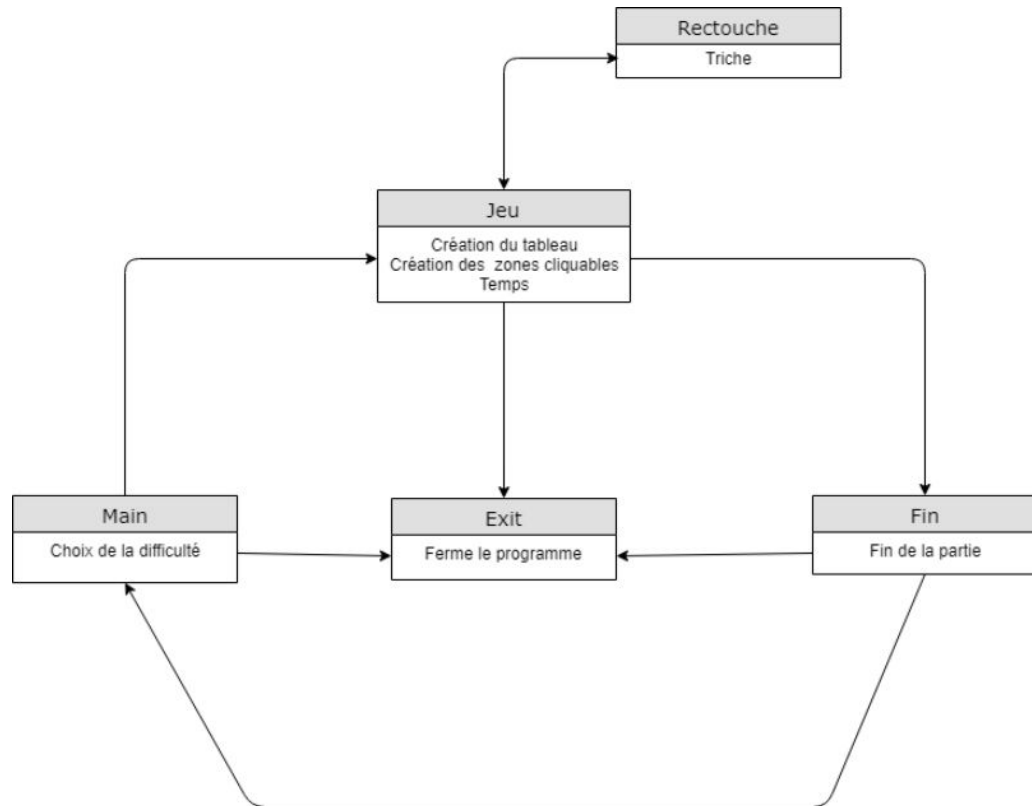 Rectouche
Triche
Jeu
Création du tableau
Création des zones cliquables
Temps
Main
Choix de la difficulté
Exit
Ferme le programme
Fin
Fin de la partie